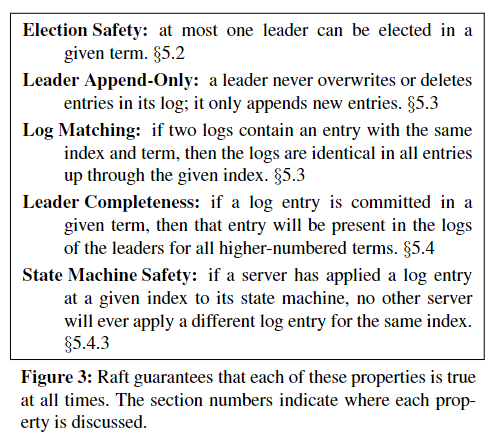 Election Safety: at most one leader can be elected in a
given term. §5.2
Leader Append-Only: a leader never overwrites or deletes
entries in its log; it only appends new entries. §5.3
Log Matching: if two logs contain an entry with the same
index and term, then the logs are identical in all entries
up through the given index. §5.3
Leader Completeness: if a log entry is committed in a
given term, then that entry will be present in the logs
of the leaders for all higher-numbered terms. §5.4
State Machine Safety: if a server has applied a log entry
at a given index to its state machine, no other server
will ever apply a different log entry for the same index.
§5.4.3
Figure 3: Raft guarantees that each of these properties is true
at all times. The section numbers indicate where each prop-
erty is discussed.